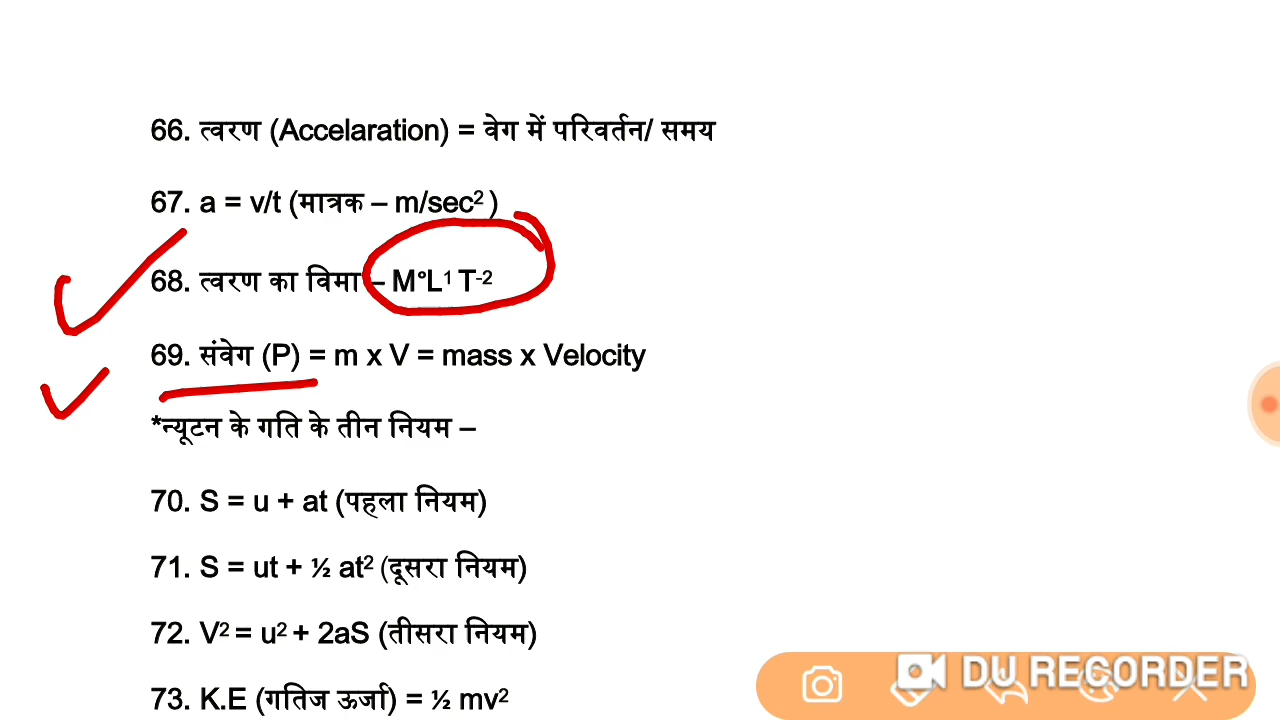 66. त्वरण (Accelaration) = वेग में परिवर्तन/ समय
67. a = v/t (मात्रक – m/sec² )
68. त्वरण का विमा – M°L¹ T⁻²
69. संवेग (P) = m x V = mass x Velocity
*न्यूटन के गति के तीन नियम –
70. S = u + at (पहला नियम)
71. S = ut + ½ at² (दूसरा नियम)
72. V² = u² + 2aS (तीसरा नियम)
73. K.E (गतिज ऊर्जा) = ½ mv²
DU RECORDER